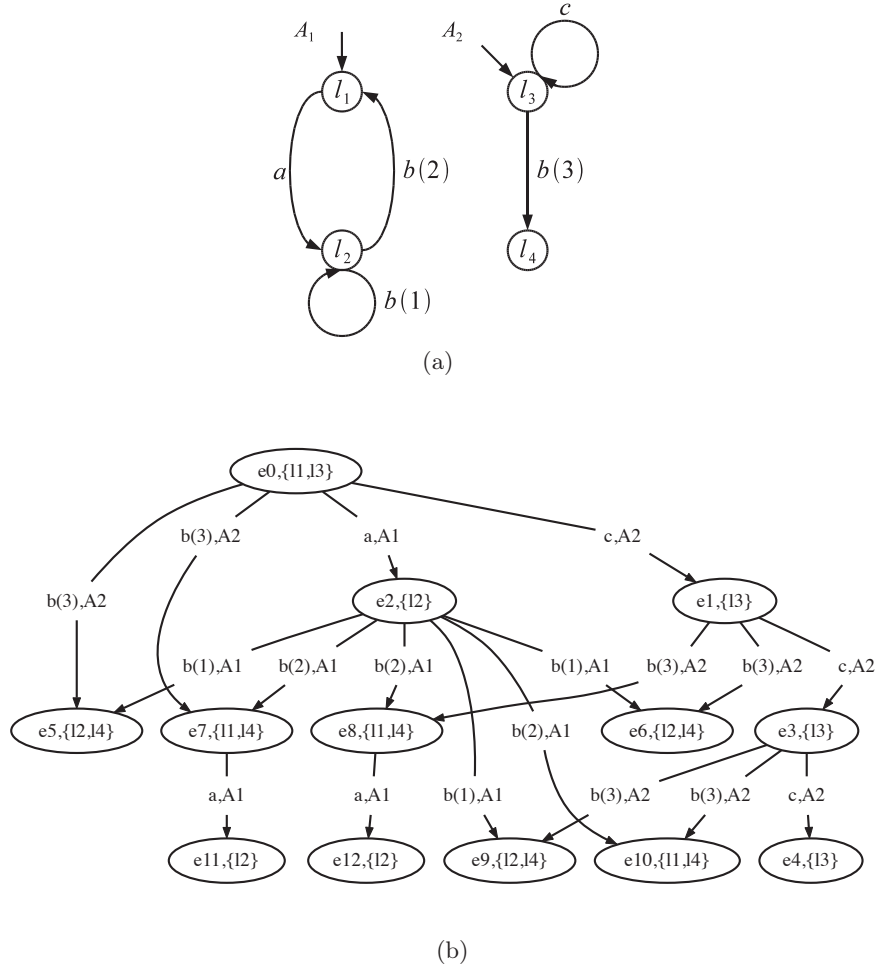 A1 A2 c
l1 l3
a b(2) b(3)
l2 l4
b(1)
(a)
e0,{l1,l3}
b(3),A2 a,A1 c,A2
b(3),A2 e2,{l2} e1,{l3}
b(1),A1 b(2),A1 b(2),A1 b(1),A1 b(3),A2 b(3),A2 c,A2
e5,{l2,l4} e7,{l1,l4} e8,{l1,l4} b(2),A1 e6,{l2,l4} e3,{l3}
a,A1 a,A1 b(1),A1 b(3),A2 b(3),A2 c,A2
e11,{l2} e12,{l2} e9,{l2,l4} e10,{l1,l4} e4,{l3}
(b)